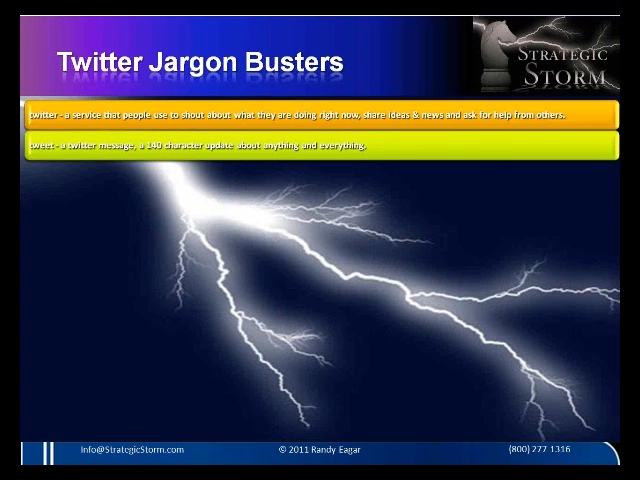 Twitter Jargon Busters
STRATEGIC
STORM
twitter - a service that people use to shout about what they are doing right now, share ideas & news and ask for help from others.
tweet - a twitter message, a 140 character update about anything and everything.
Info@StrategicStorm.com
© 2011 Randy Eagar
(800) 277 1316